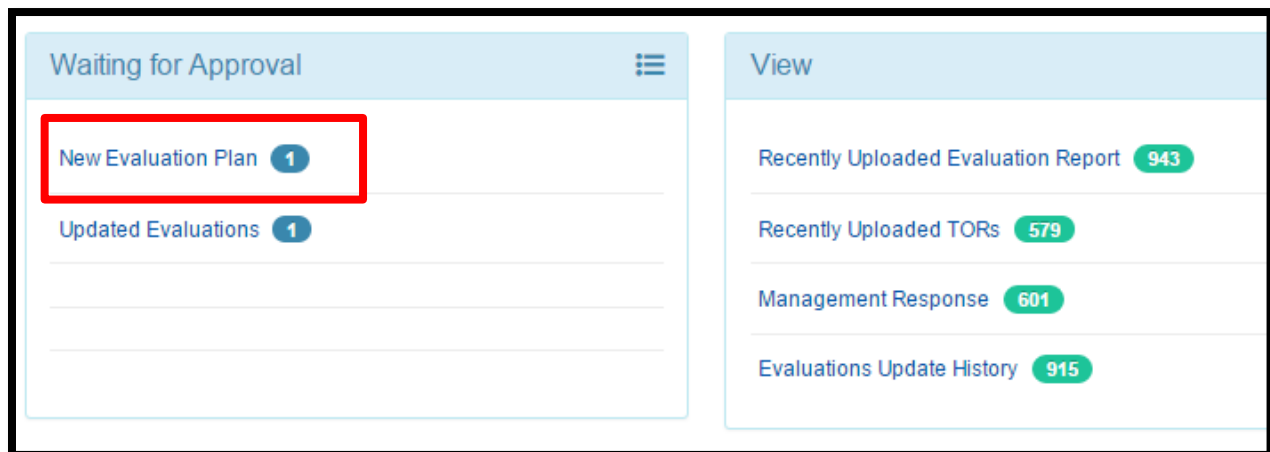 Waiting for Approval
New Evaluation Plan 1
Updated Evaluations 1
View
Recently Uploaded Evaluation Report 943
Recently Uploaded TORs 579
Management Response 601
Evaluations Update History 915